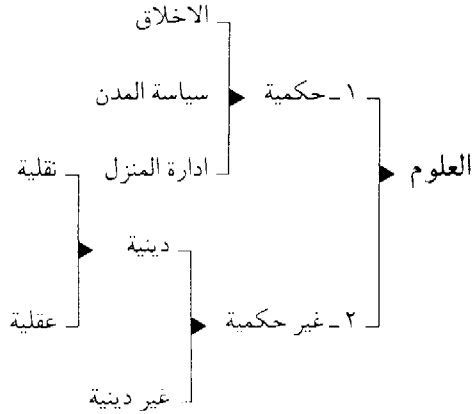 الاخلاق
١ـ حكمية
سياسة المدن
العلوم
ادارة المنزل
نقلية
دينية
٢ـ غير حكمية
عقلية
غير دينية